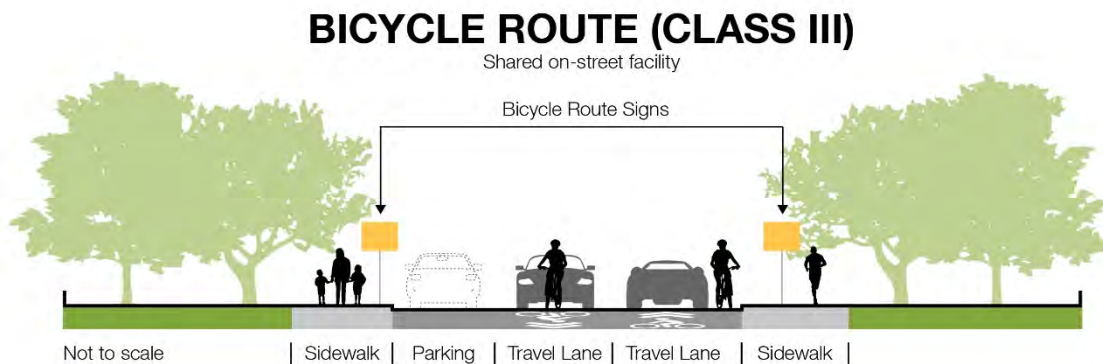 BICYCLE ROUTE (CLASS III)
Shared on-street facility
Bicycle Route Signs
Not to scale | Sidewalk | Parking | Travel Lane | Travel Lane | Sidewalk |